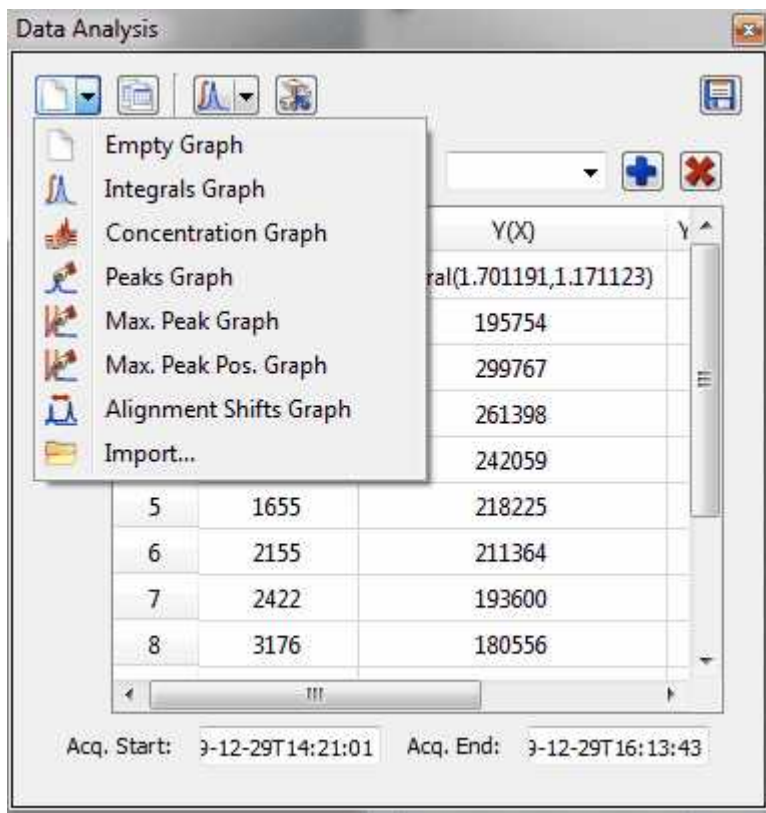 Data Analysis
Empty Graph
Integrals Graph
Concentration Graph
Peaks Graph
Max. Peak Graph
Max. Peak Pos. Graph
Alignment Shifts Graph
Import...
Y(X) Y
ral(1.701191,1.171123)
195754
299767
261398
242059
5 1655 218225
6 2155 211364
7 2422 193600
8 3176 180556
Acq. Start: 9-12-29T14:21:01 Acq. End: 9-12-29T16:13:43